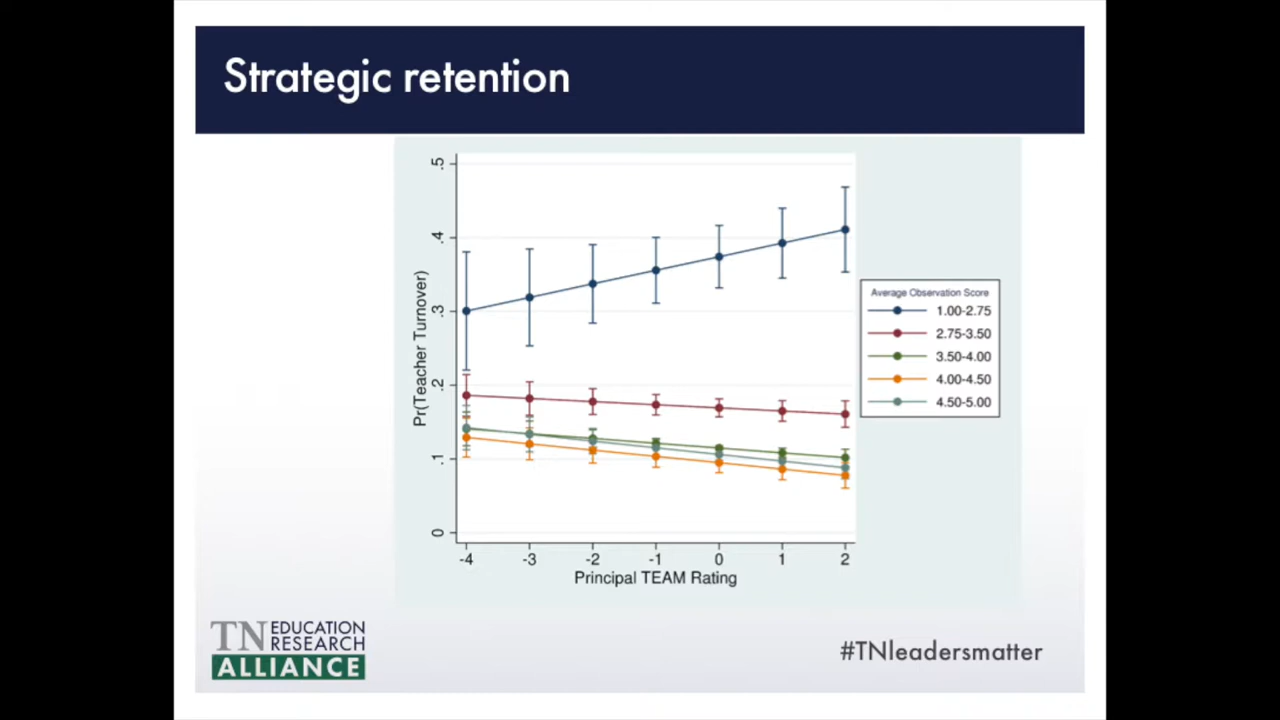 Strategic retention
Pr(Teacher Turnover)
.5
.4
.3
.2
.1
0
-4 -3 -2 -1 0 1 2
Principal TEAM Rating
Average Observation Score
1.00-2.75
2.75-3.50
3.50-4.00
4.00-4.50
4.50-5.00
TN EDUCATION
RESEARCH
ALLIANCE
#TNleadersmatter